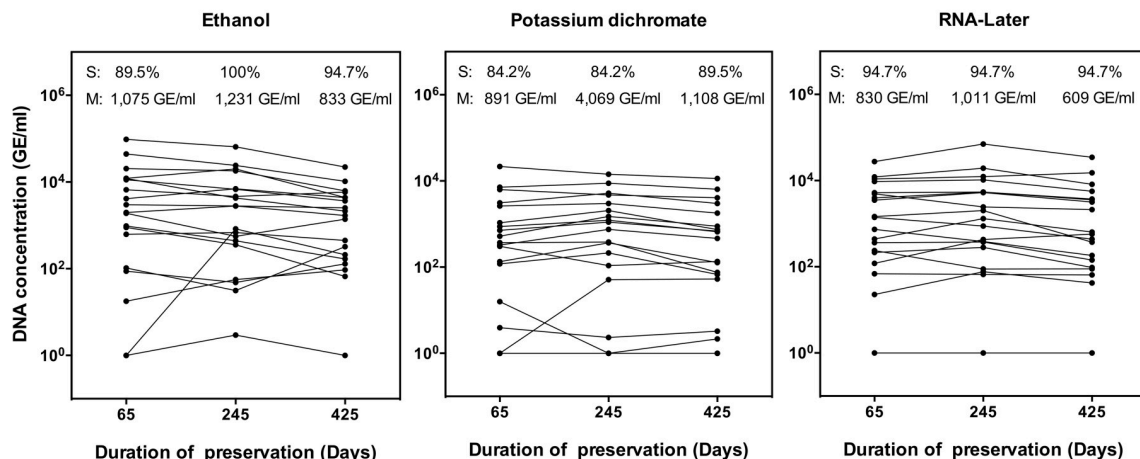 Ethanol
Potassium dichromate
RNA-Later
S: 89.5% 100% 94.7%
M: 1,075 GE/ml 1,231 GE/ml 833 GE/ml
S: 84.2% 84.2% 89.5%
M: 891 GE/ml 4,069 GE/ml 1,108 GE/ml
S: 94.7% 94.7% 94.7%
M: 830 GE/ml 1,011 GE/ml 609 GE/ml
DNA concentration (GE/ml)
10⁶
10⁴
10²
10⁰
10⁶
10⁴
10²
10⁰
10⁶
10⁴
10²
10⁰
65 245 425
65 245 425
65 245 425
Duration of preservation (Days)
Duration of preservation (Days)
Duration of preservation (Days)